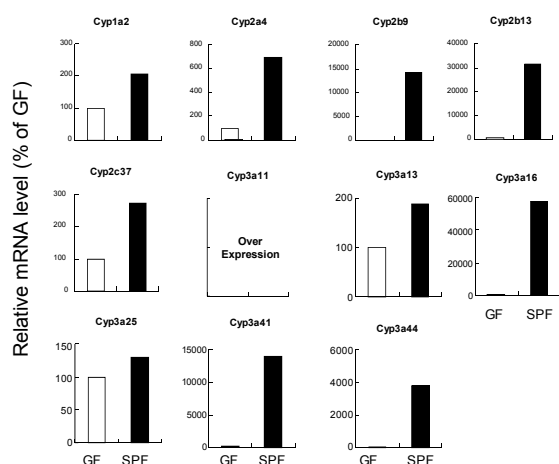 Relative mRNA level (% of GF)
Cyp1a2
300
200
100
0
Cyp2a4
800
600
400
200
0
Cyp2b9
20000
15000
10000
5000
0
Cyp2b13
40000
30000
20000
10000
0
Cyp2c37
300
200
100
0
Cyp3a11
Over
Expression
Cyp3a13
200
100
0
Cyp3a16
60000
40000
20000
0
GF SPF
Cyp3a25
150
100
50
0
GF SPF
Cyp3a41
15000
10000
5000
0
GF SPF
Cyp3a44
6000
4000
2000
0
GF SPF